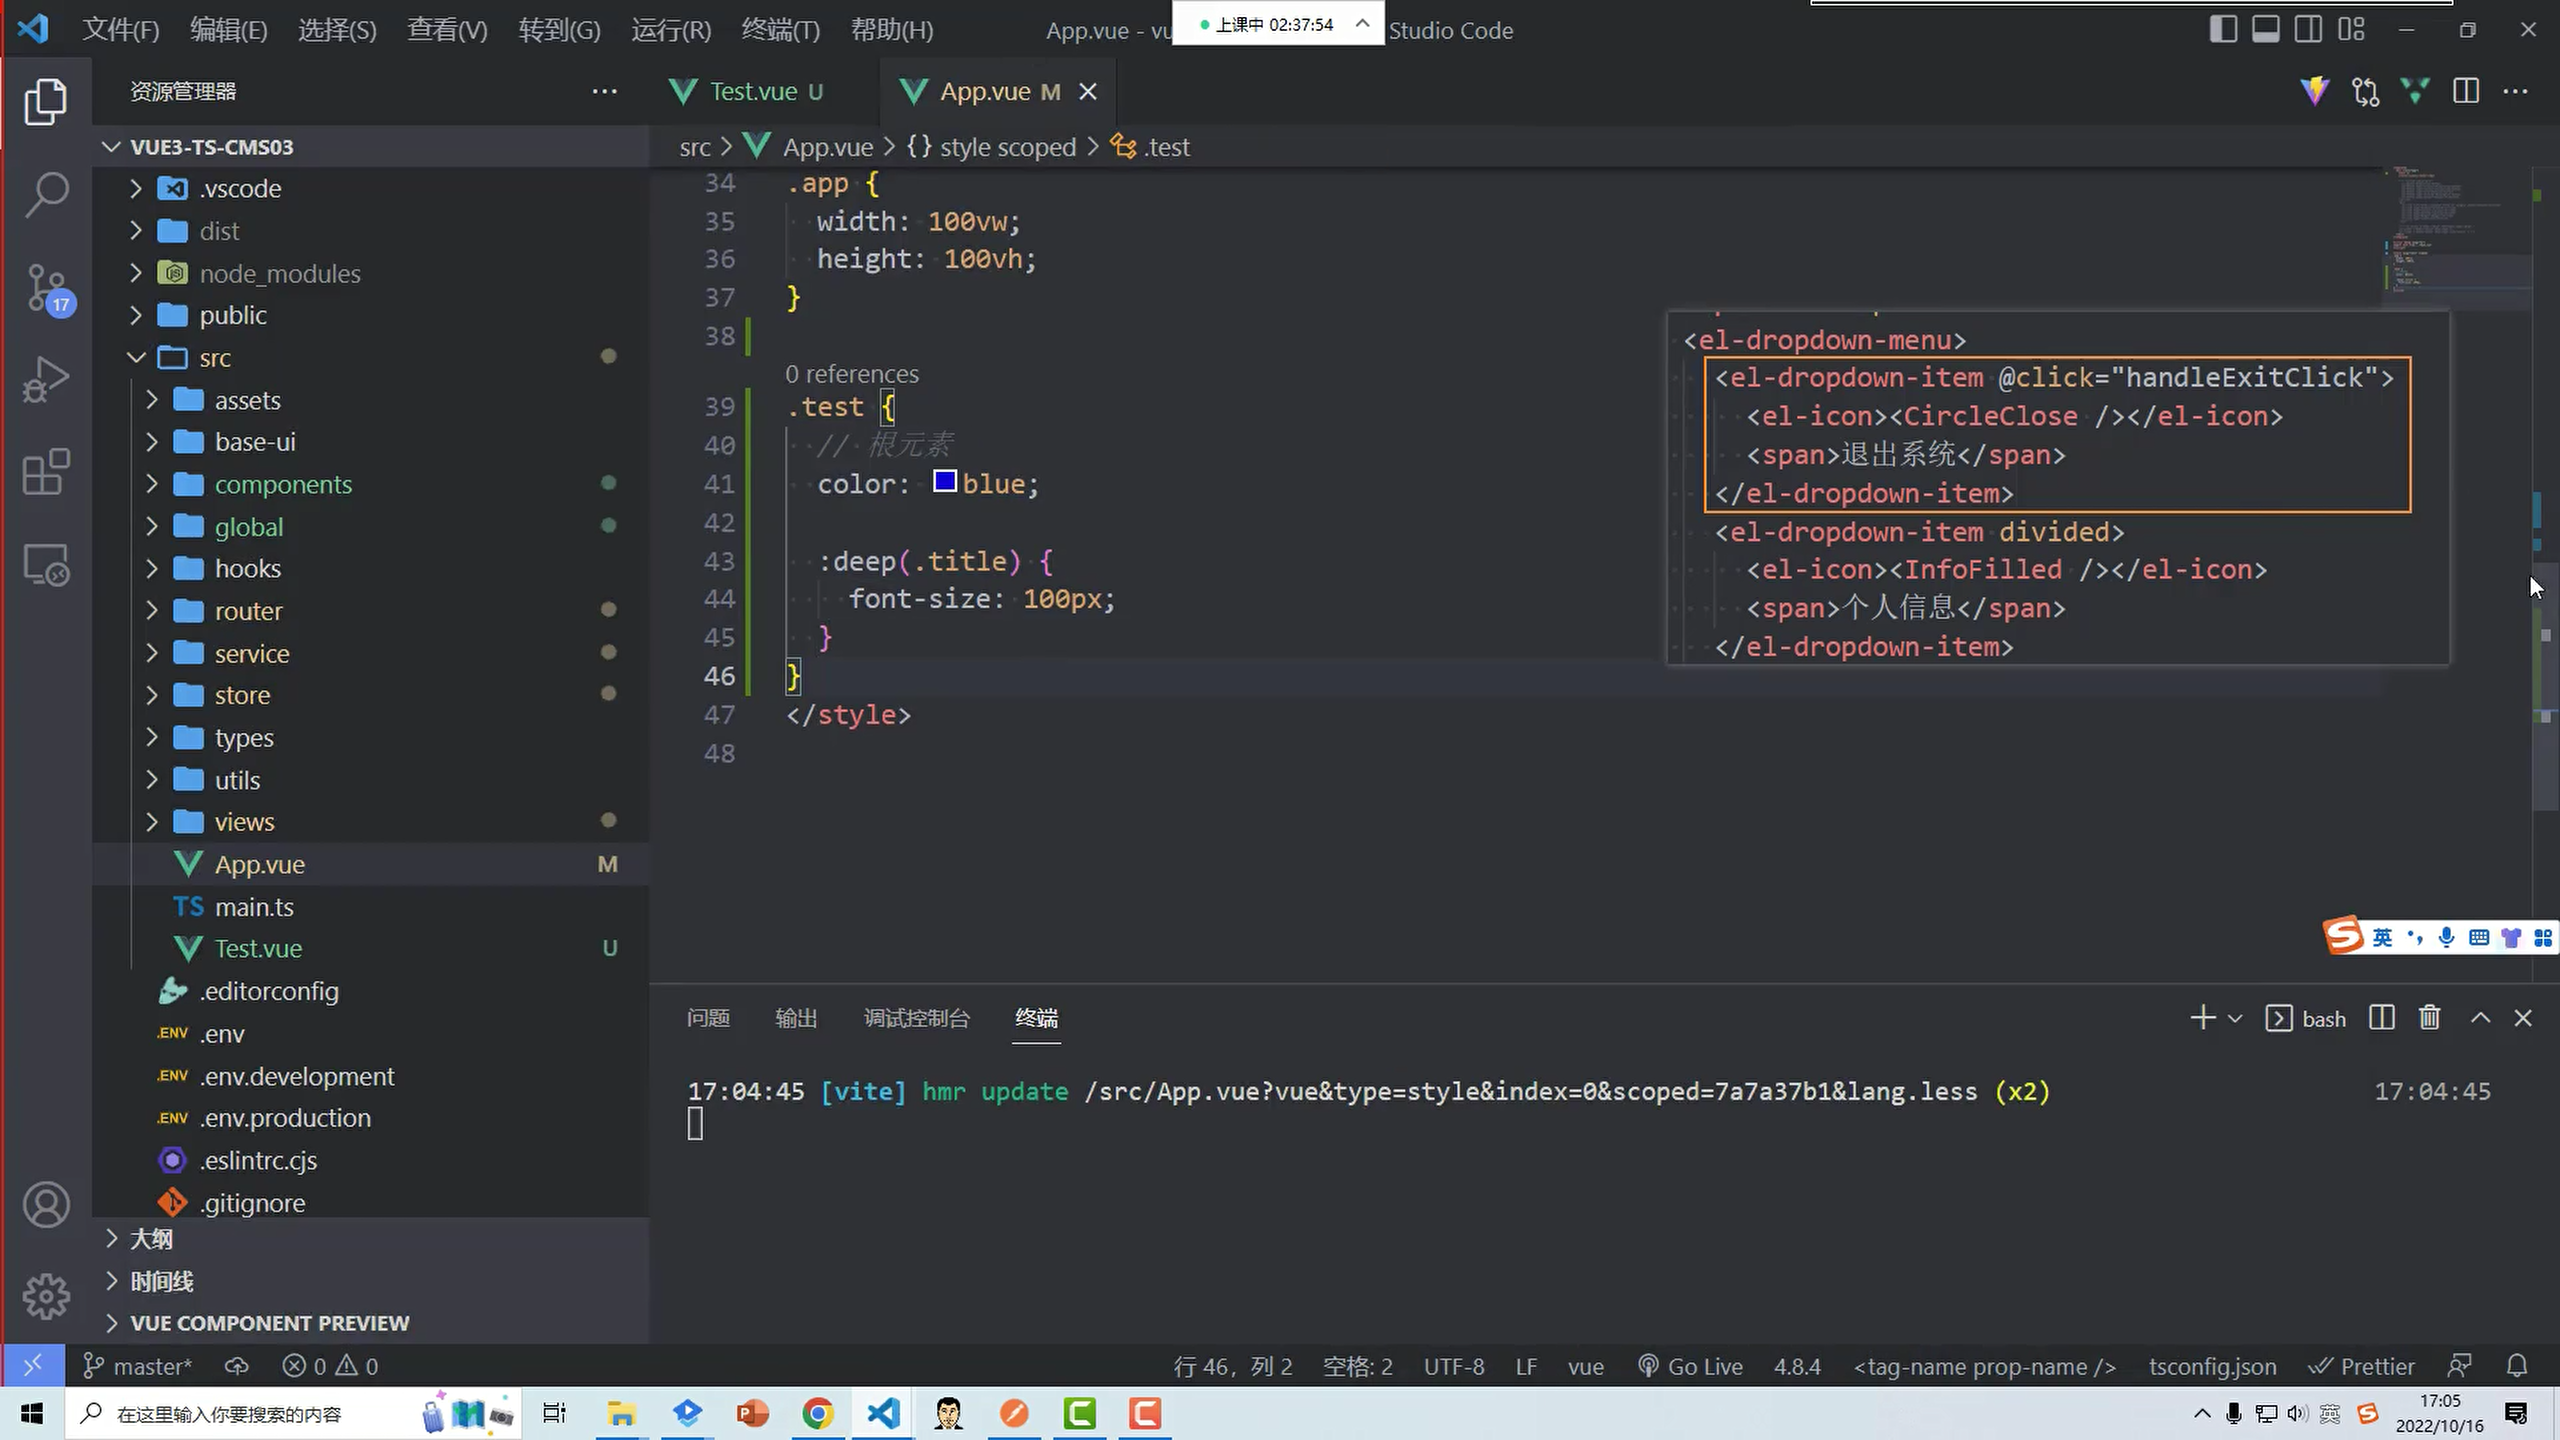 文件(F) 编辑(E) 选择(S) 查看(V) 转到(G) 运行(R) 终端(T) 帮助(H)
App.vue - vu
上课中 02:37:54
Studio Code
资源管理器
Test.vue U
App.vue M
VUE3-TS-CMS03
src > App.vue > {} style scoped > .test
.vscode
dist
node_modules
public
src
assets
base-ui
components
global
hooks
router
service
store
types
utils
views
App.vue M
main.ts
Test.vue U
.editorconfig
.env
.env.development
.env.production
.eslintrc.cjs
.gitignore
大纲
时间线
VUE COMPONENT PREVIEW
17
34 .app {
35 width: 100vw;
36 height: 100vh;
37 }
38
0 references
39 .test {
40 // 根元素
41 color: blue;
42
43 :deep(.title) {
44 font-size: 100px;
45 }
46 }
47 </style>
48
<el-dropdown-menu>
<el-dropdown-item @click="handleExitClick">
<el-icon><CircleClose /></el-icon>
<span>退出系统</span>
</el-dropdown-item>
<el-dropdown-item divided>
<el-icon><InfoFilled /></el-icon>
<span>个人信息</span>
</el-dropdown-item>
英
问题 输出 调试控制台 终端
bash
17:04:45 [vite] hmr update /src/App.vue?vue&type=style&index=0&scoped=7a7a37b1&lang.less (x2) 17:04:45
master* 0 0
行 46，列 2 空格: 2 UTF-8 LF vue Go Live 4.8.4 <tag-name prop-name /> tsconfig.json Prettier
在这里输入你要搜索的内容
英
17:05
2022/10/16